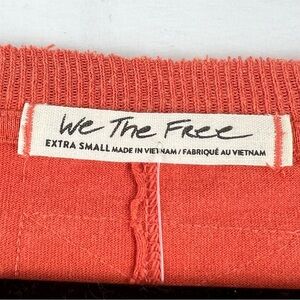 We The Free
EXTRA SMALL MADE IN VIETNAM / FABRIQUÉ AU VIETNAM